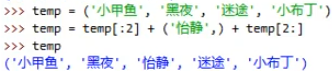 >>> temp = ('小甲鱼', '黑夜', '迷途', '小布丁')
>>> temp = temp[:2] + ('怡静',) + temp[2:]
>>> temp
('小甲鱼', '黑夜', '怡静', '迷途', '小布丁')